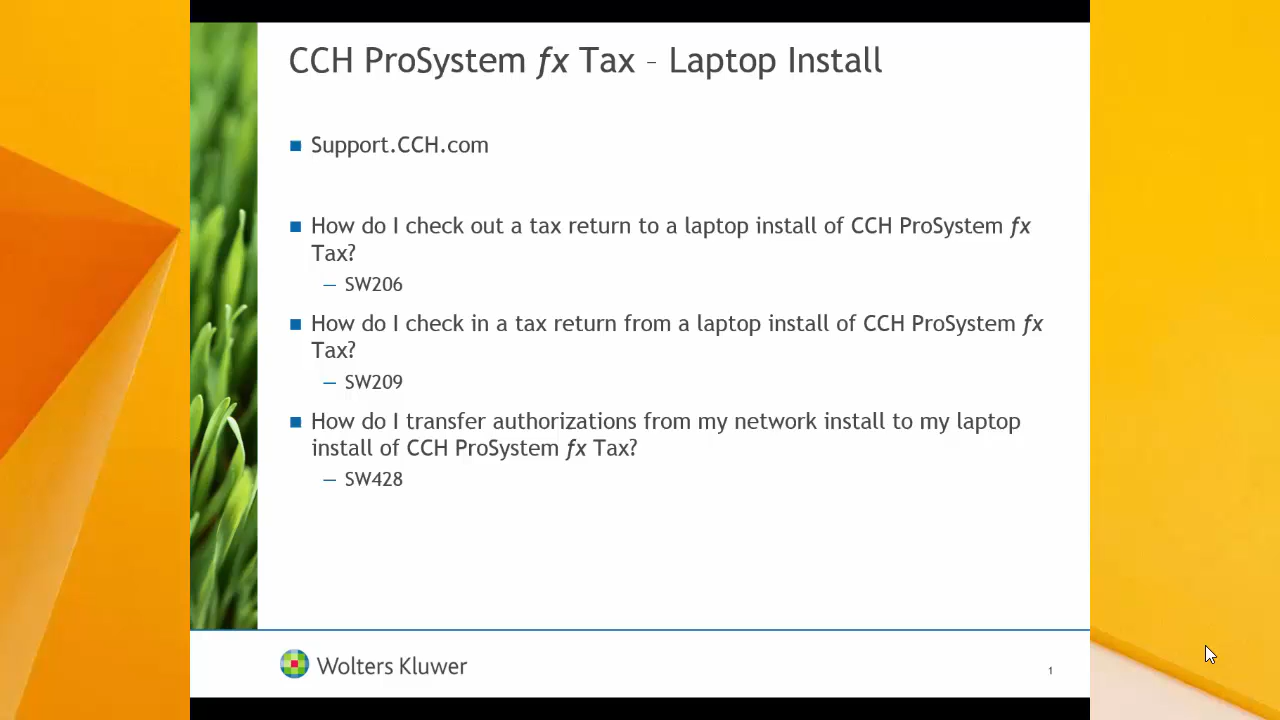 CCH ProSystem fx Tax – Laptop Install
Support.CCH.com
How do I check out a tax return to a laptop install of CCH ProSystem fx
Tax?
– SW206
How do I check in a tax return from a laptop install of CCH ProSystem fx
Tax?
– SW209
How do I transfer authorizations from my network install to my laptop
install of CCH ProSystem fx Tax?
– SW428
Wolters Kluwer
1